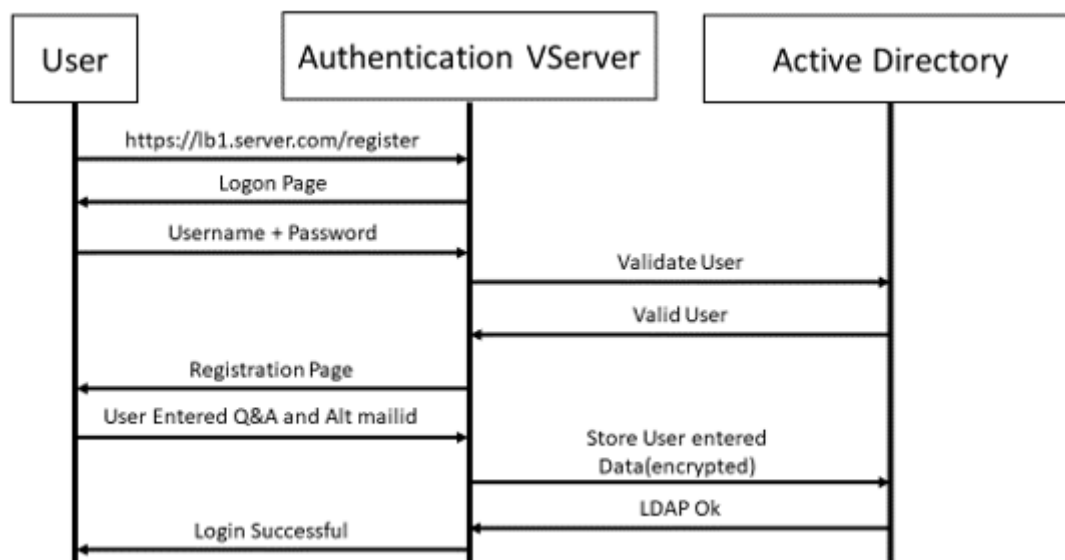 User
Authentication VServer
Active Directory
https://lb1.server.com/register
Logon Page
Username + Password
Validate User
Valid User
Registration Page
User Entered Q&A and Alt mailid
Store User entered
Data(encrypted)
LDAP Ok
Login Successful